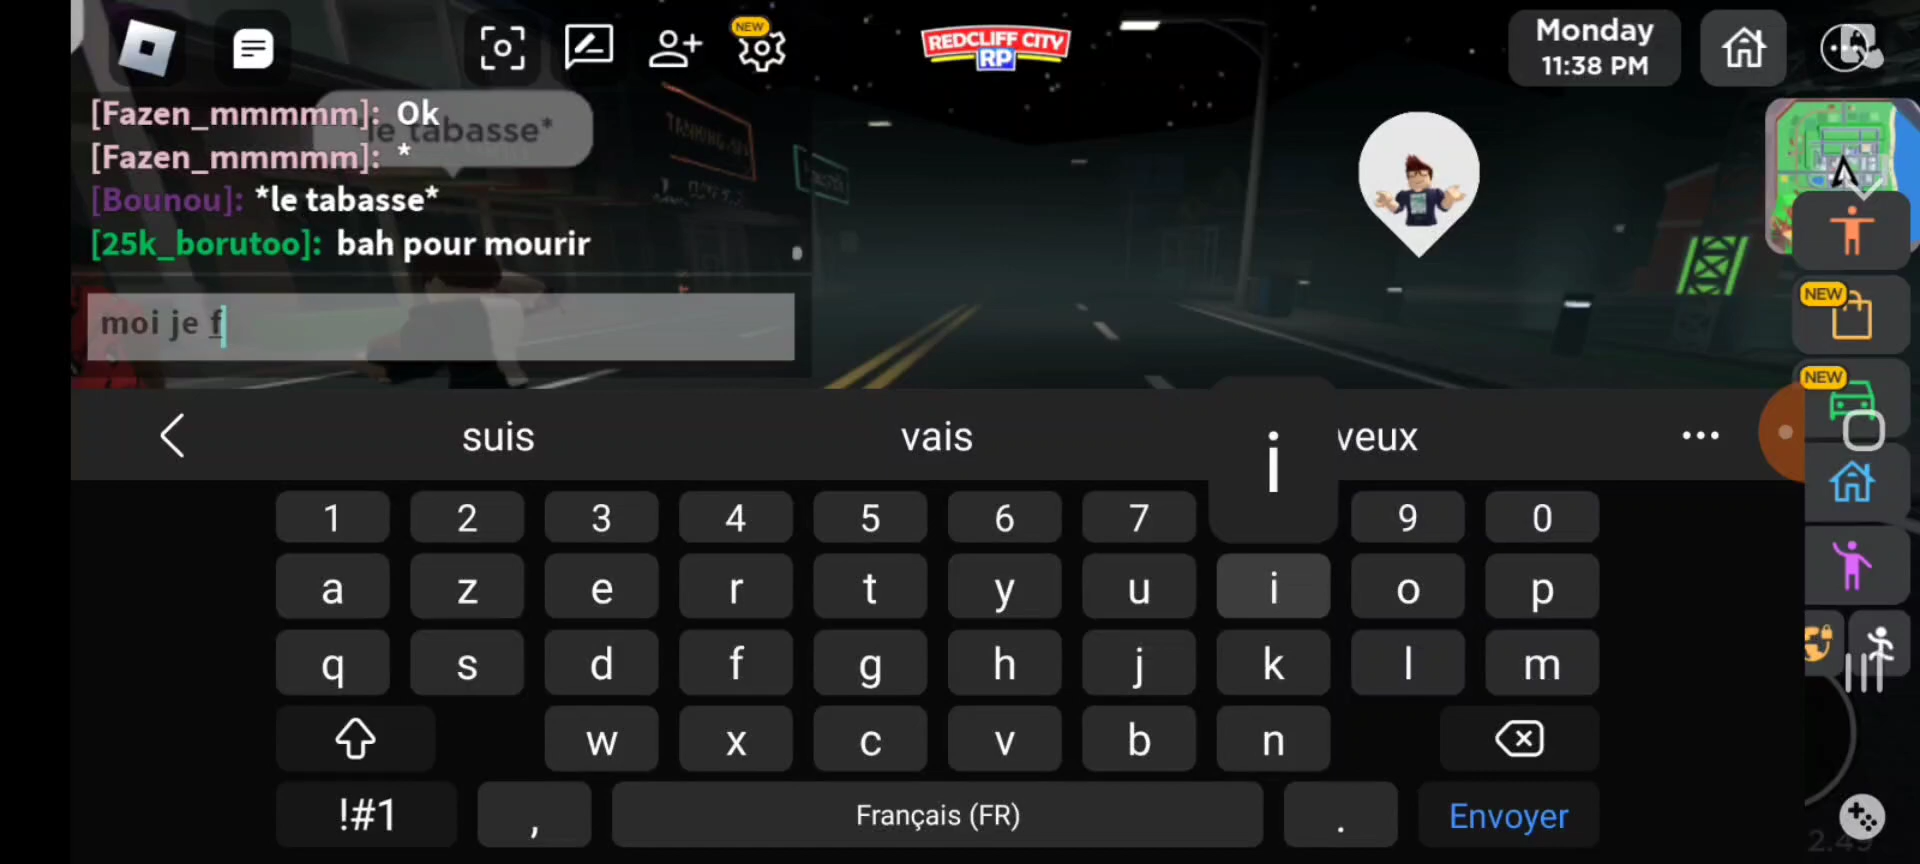 NEW
REDCLIFF CITY
RP
Monday
11:38 PM
[Fazen_mmmmm]: Ok
le tabasse*
[Fazen_mmmmm]: *
[Bounou]: *le tabasse*
[25k_borutoo]: bah pour mourir
moi je f
NEW
NEW
suis vais veux
i
1 2 3 4 5 6 7 9 0
a z e r t y u i o p
q s d f g h j k l m
w x c v b n
!#1 , Français (FR) . Envoyer